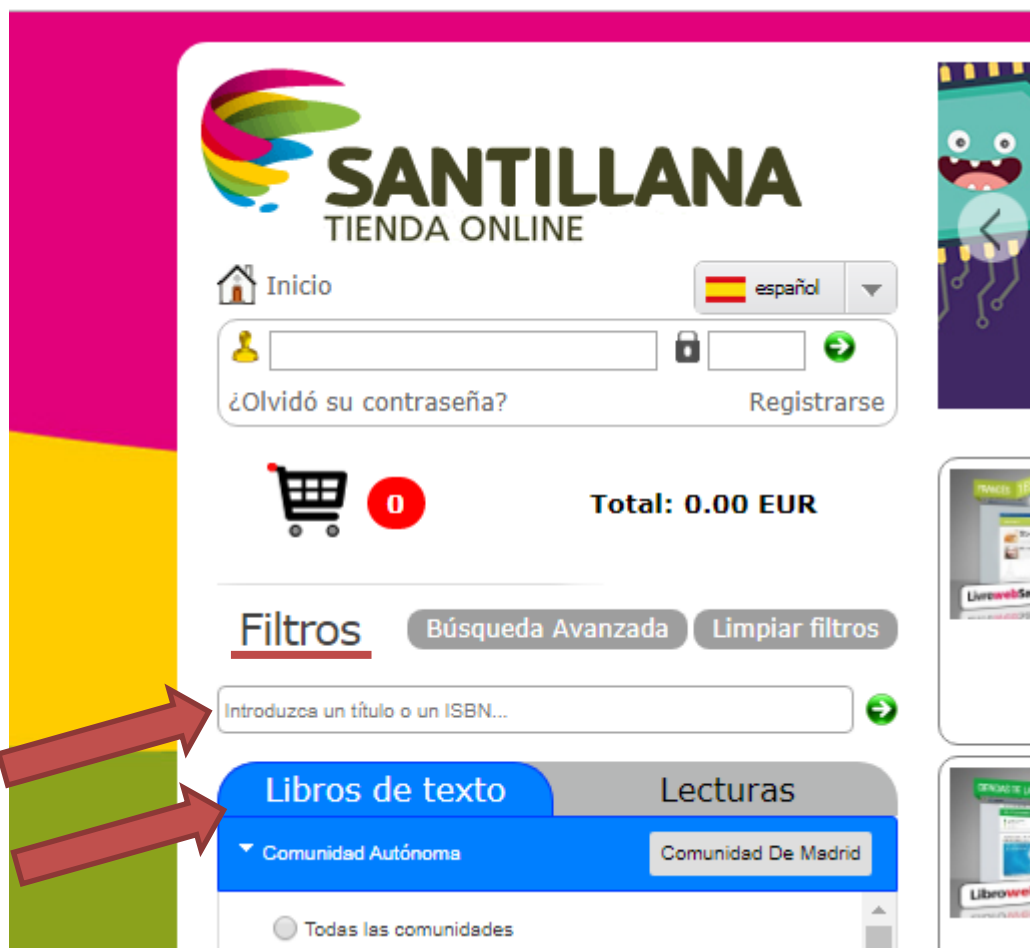 SANTILLANA
TIENDA ONLINE
Inicio
español
¿Olvidó su contraseña?
Registrarse
0
Total: 0.00 EUR
Filtros
Búsqueda Avanzada
Limpiar filtros
Introduzca un título o un ISBN...
Libros de texto
Lecturas
Comunidad Autónoma
Comunidad De Madrid
Todas las comunidades